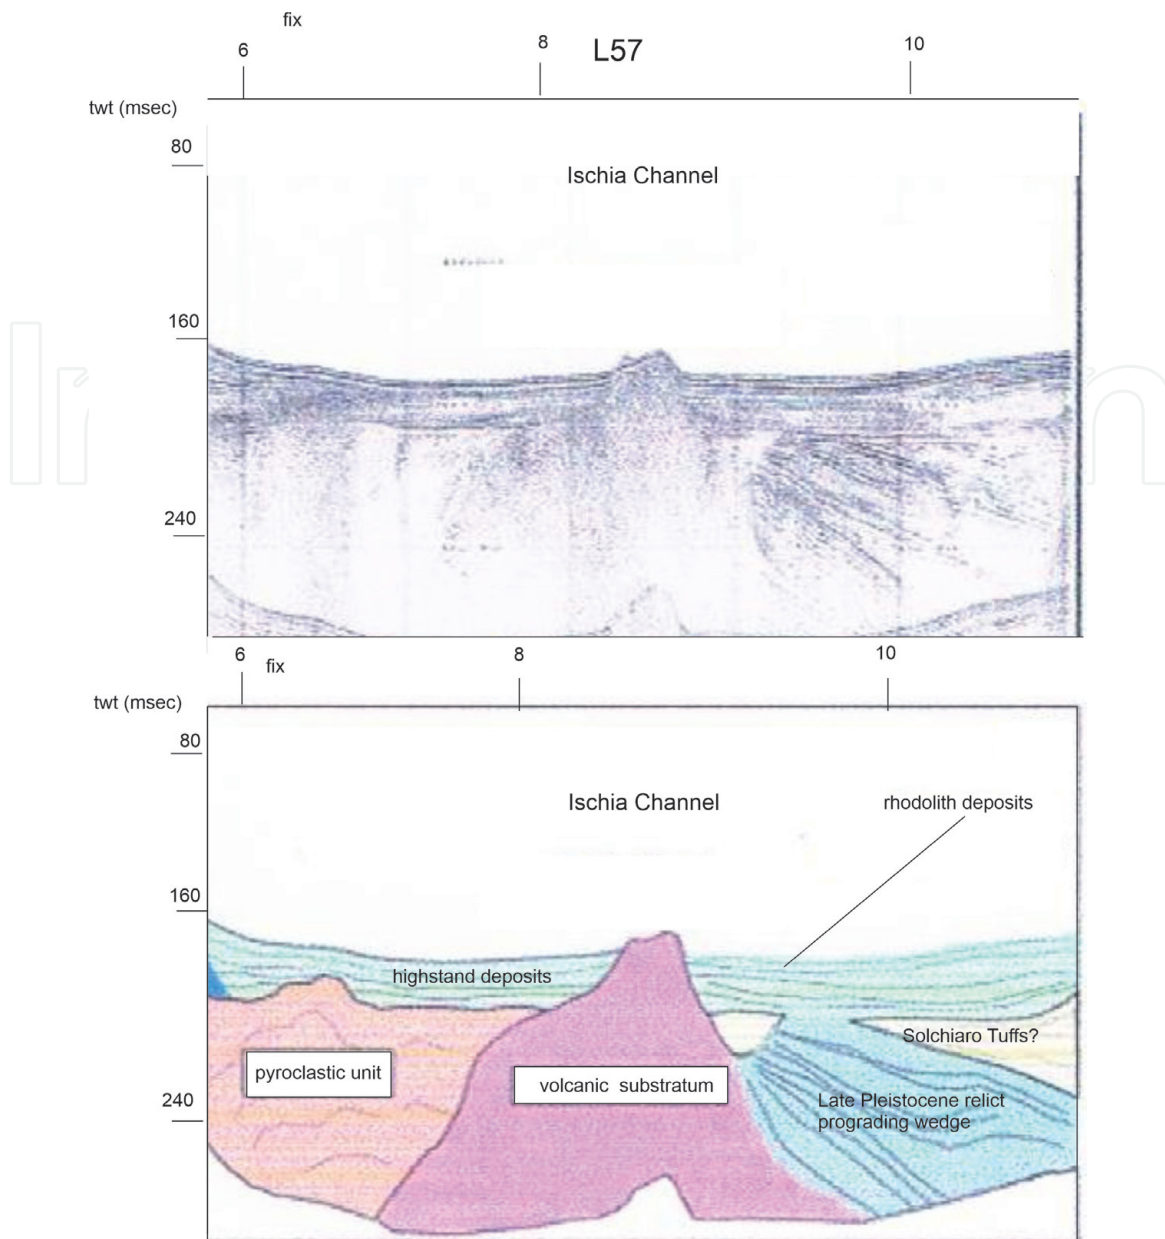 fix
6
8
L57
10
twt (msec)
80
Ischia Channel
160
240
6
fix
8
10
twt (msec)
80
Ischia Channel
rhodolith deposits
160
highstand deposits
Solchiaro Tuffs?
pyroclastic unit
volcanic substratum
Late Pleistocene relict
prograding wedge
240